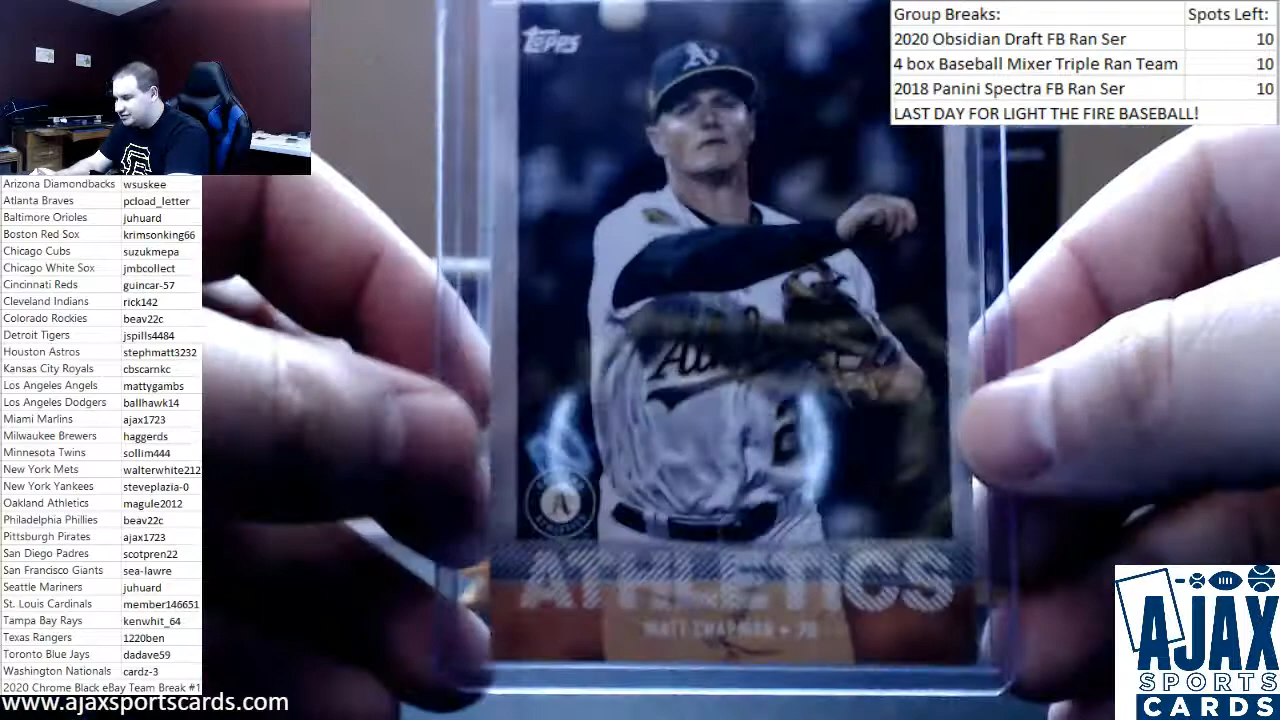 Group Breaks: Spots Left:
2020 Obsidian Draft FB Ran Ser 10
4 box Baseball Mixer Triple Ran Team 10
2018 Panini Spectra FB Ran Ser 10
LAST DAY FOR LIGHT THE FIRE BASEBALL!
Arizona Diamondbacks wsuskee
Atlanta Braves pcload_letter
Baltimore Orioles juhuard
Boston Red Sox krimsonking66
Chicago Cubs suzukmepa
Chicago White Sox jmbcollect
Cincinnati Reds guincar-57
Cleveland Indians rick142
Colorado Rockies beav22c
Detroit Tigers jspills4484
Houston Astros stephmatt3232
Kansas City Royals cbscarnkc
Los Angeles Angels mattygambs
Los Angeles Dodgers ballhawk14
Miami Marlins ajax1723
Milwaukee Brewers haggerds
Minnesota Twins sollim444
New York Mets walterwhite212
New York Yankees steveplazia-0
Oakland Athletics magule2012
Philadelphia Phillies beav22c
Pittsburgh Pirates ajax1723
San Diego Padres scotpren22
San Francisco Giants sea-lawre
Seattle Mariners juhuard
St. Louis Cardinals member146651
Tampa Bay Rays kenwhit_64
Texas Rangers 1220ben
Toronto Blue Jays dadave59
Washington Nationals cardz-3
2020 Chrome Black eBay Team Break #1
www.ajaxsportscards.com
TOPPS
A's
ATHLETICS
MATT CHAPMAN
AJAX
SPORTS
CARDS